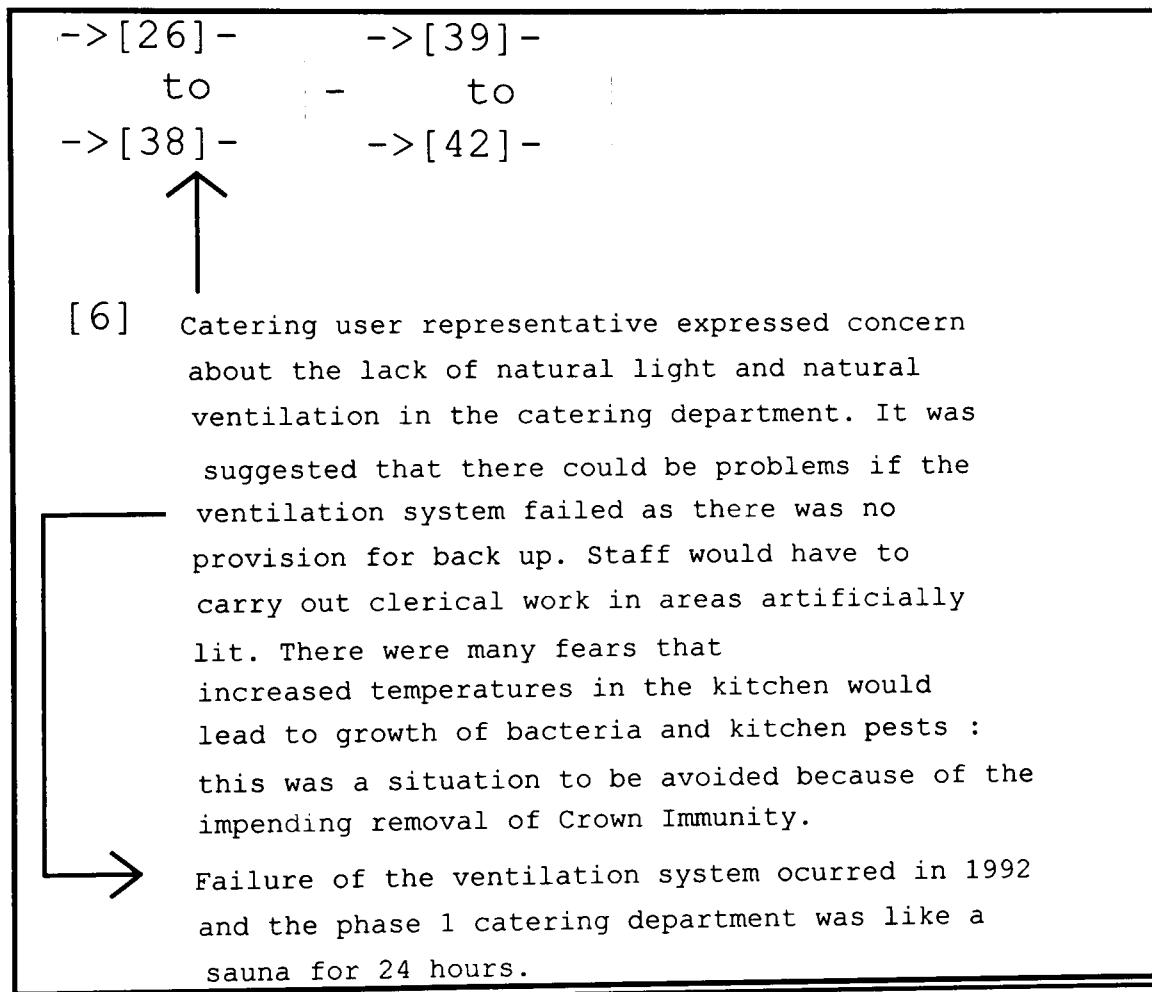 ->[26]- ->[39]-
to - to
->[38]- ->[42]-
[6] Catering user representative expressed concern
about the lack of natural light and natural
ventilation in the catering department. It was
suggested that there could be problems if the
ventilation system failed as there was no
provision for back up. Staff would have to
carry out clerical work in areas artificially
lit. There were many fears that
increased temperatures in the kitchen would
lead to growth of bacteria and kitchen pests :
this was a situation to be avoided because of the
impending removal of Crown Immunity.
Failure of the ventilation system ocurred in 1992
and the phase 1 catering department was like a
sauna for 24 hours.